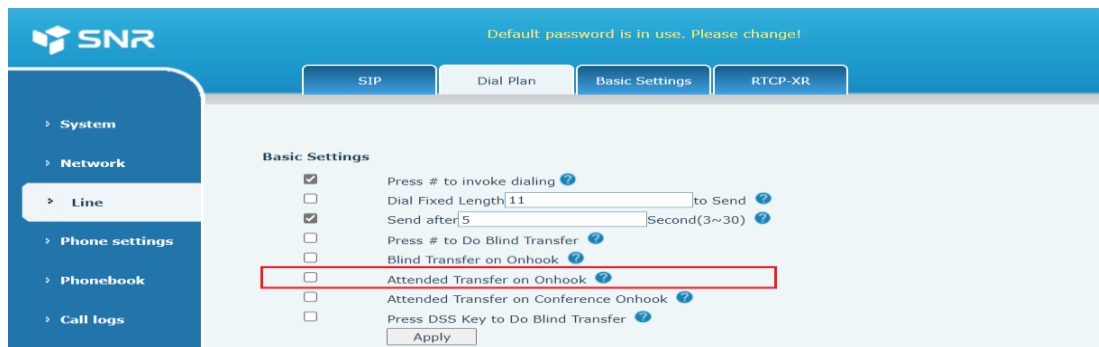 SNR
Default password is in use. Please change!
SIP
Dial Plan
Basic Settings
RTCP-XR
› System
› Network
› Line
› Phone settings
› Phonebook
› Call logs
Basic Settings
Press # to invoke dialing ?
Dial Fixed Length 11 to Send ?
Send after 5 Second(3~30) ?
Press # to Do Blind Transfer ?
Blind Transfer on Onhook ?
Attended Transfer on Onhook ?
Attended Transfer on Conference Onhook ?
Press DSS Key to Do Blind Transfer ?
Apply